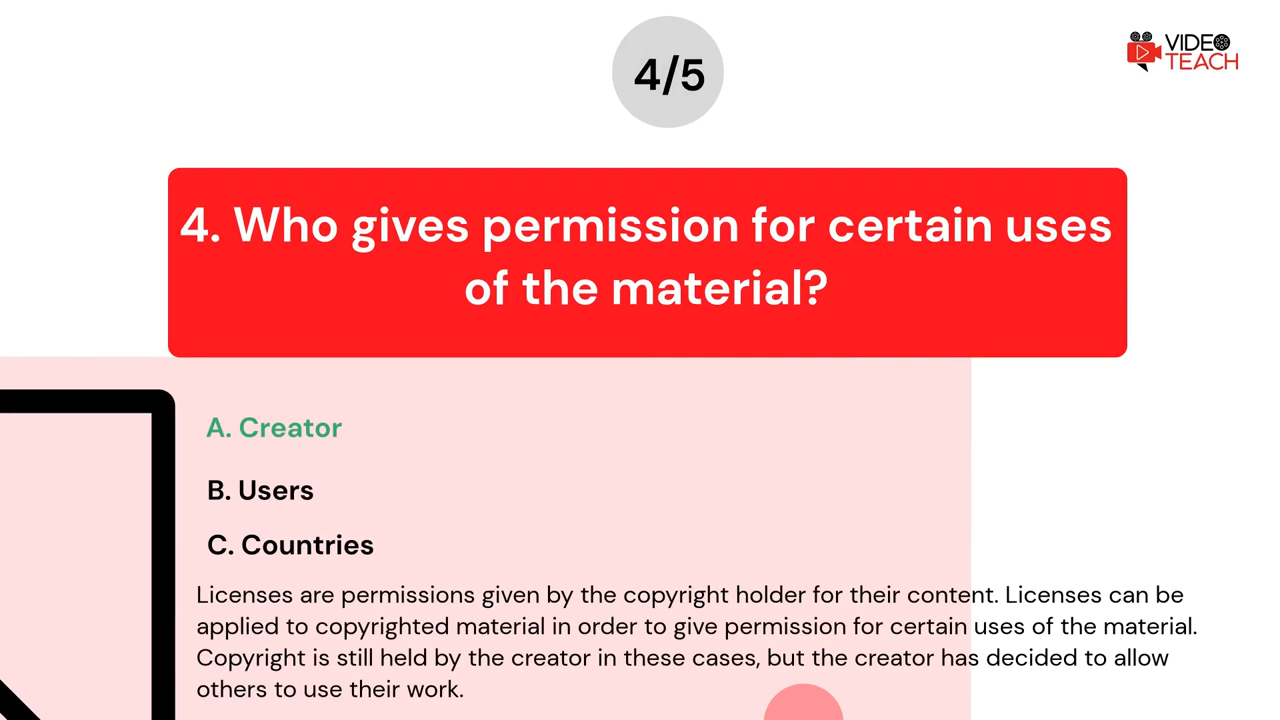 4/5
VIDEO
TEACH
4. Who gives permission for certain uses
of the material?
A. Creator
B. Users
C. Countries
Licenses are permissions given by the copyright holder for their content. Licenses can be
applied to copyrighted material in order to give permission for certain uses of the material.
Copyright is still held by the creator in these cases, but the creator has decided to allow
others to use their work.